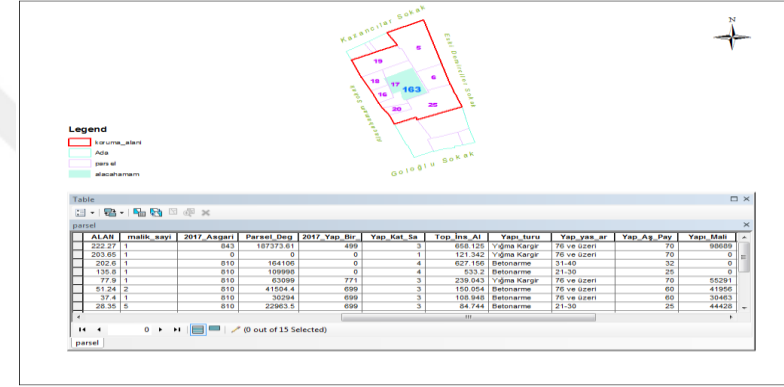 N
Kazancılar Sokak
Eski Demirciler Sokak
5
19
18
17
6
163
16
20
25
Goloğlu Sokak
Legend
koruma_alani
Ada
parsel
alacahamam
Table
parsel
ALAN malik_sayi 2017_Asgari Parsel_Deg 2017_Yap_Bir_ Yap_Kat_Sa Top_İns_Al Yapı_turu Yap_yas_ar Yap_Aş_Pay Yapı_Mali
222.27 1 843 187373.61 499 3 658.125 Yığma Kargir 76 ve üzeri 70 98689
203.65 1 0 0 0 1 121.342 Yığma Kargir 76 ve üzeri 70 0
202.6 1 810 164106 0 4 627.156 Betonarme 31-40 32 0
135.8 1 810 109998 0 4 533.2 Betonarme 21-30 25 0
77.9 1 810 63099 771 3 239.043 Yığma Kargir 76 ve üzeri 70 55291
51.24 2 810 41504.4 699 3 150.054 Betonarme 76 ve üzeri 60 41956
37.4 1 810 30294 699 3 108.948 Betonarme 76 ve üzeri 60 30463
28.35 5 810 22963.5 699 3 84.744 Betonarme 21-30 25 44428
0 (0 out of 15 Selected)
parsel